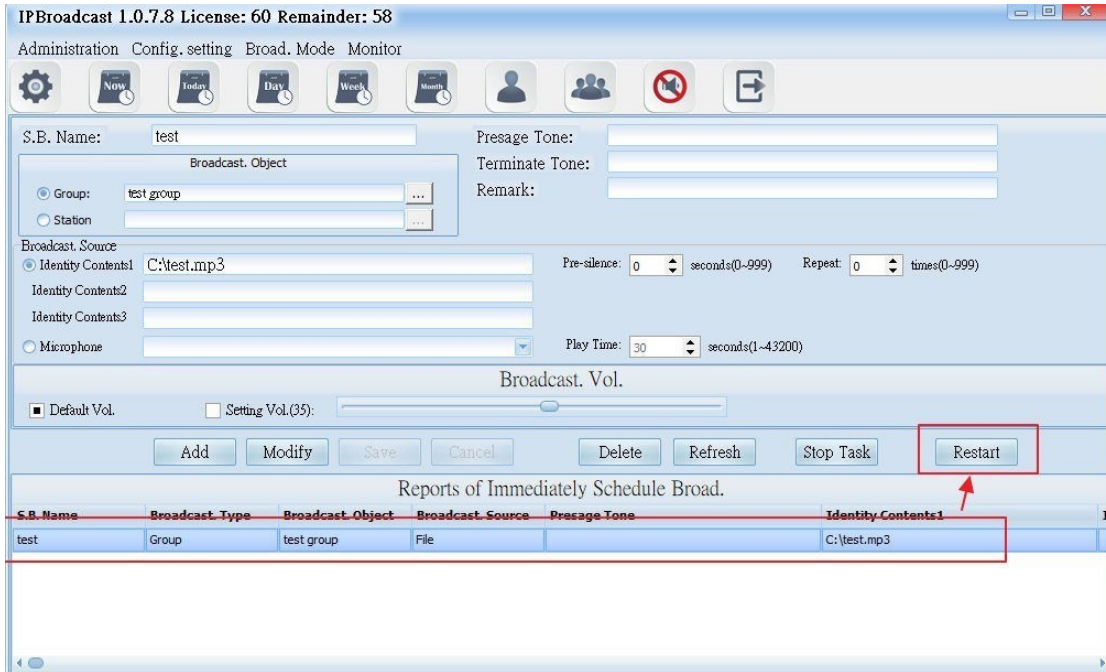 IPBroadcast 1.0.7.8 License: 60 Remainder: 58
Administration Config. setting Broad. Mode Monitor
Now Today Day Week Month
S.B. Name: test Presage Tone:
Broadcast. Object Terminate Tone:
Group: test group ... Remark:
Station ...
Broadcast. Source
Identity Contents1 C:\test.mp3 Pre-silence: 0 seconds(0~999) Repeat: 0 times(0~999)
Identity Contents2
Identity Contents3
Microphone Play Time: 30 seconds(1~43200)
Broadcast. Vol.
Default Vol. Setting Vol.(35):
Add Modify Save Cancel Delete Refresh Stop Task Restart
Reports of Immediately Schedule Broad.
S.B. Name Broadcast. Type Broadcast. Object Broadcast. Source Presage Tone Identity Contents1
test Group test group File C:\test.mp3